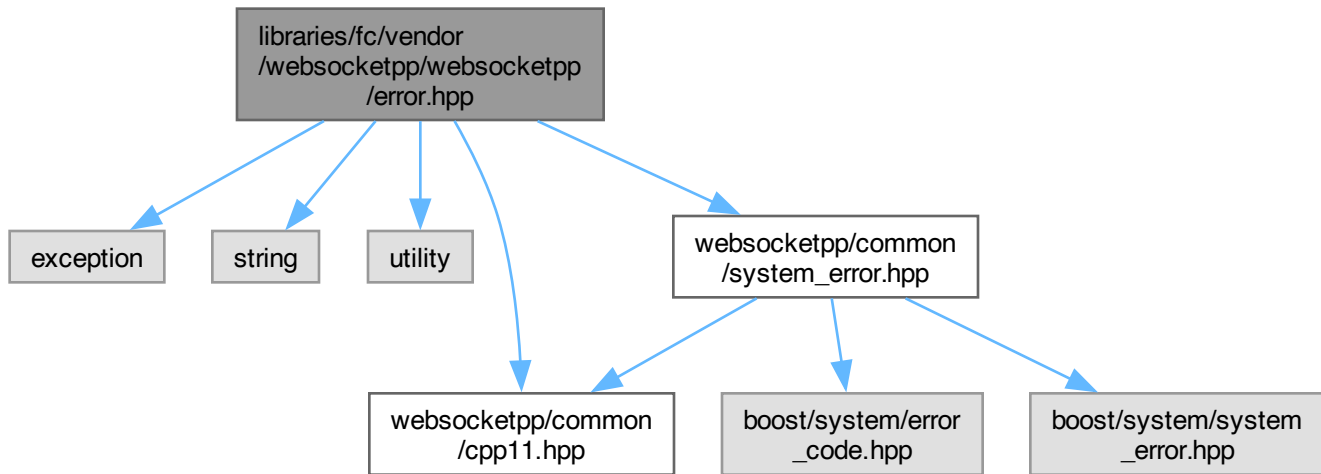 libraries/fc/vendor
/websocketpp/websocketpp
/error.hpp
exception
string
utility
websocketpp/common
/system_error.hpp
websocketpp/common
/cpp11.hpp
boost/system/error
_code.hpp
boost/system/system
_error.hpp